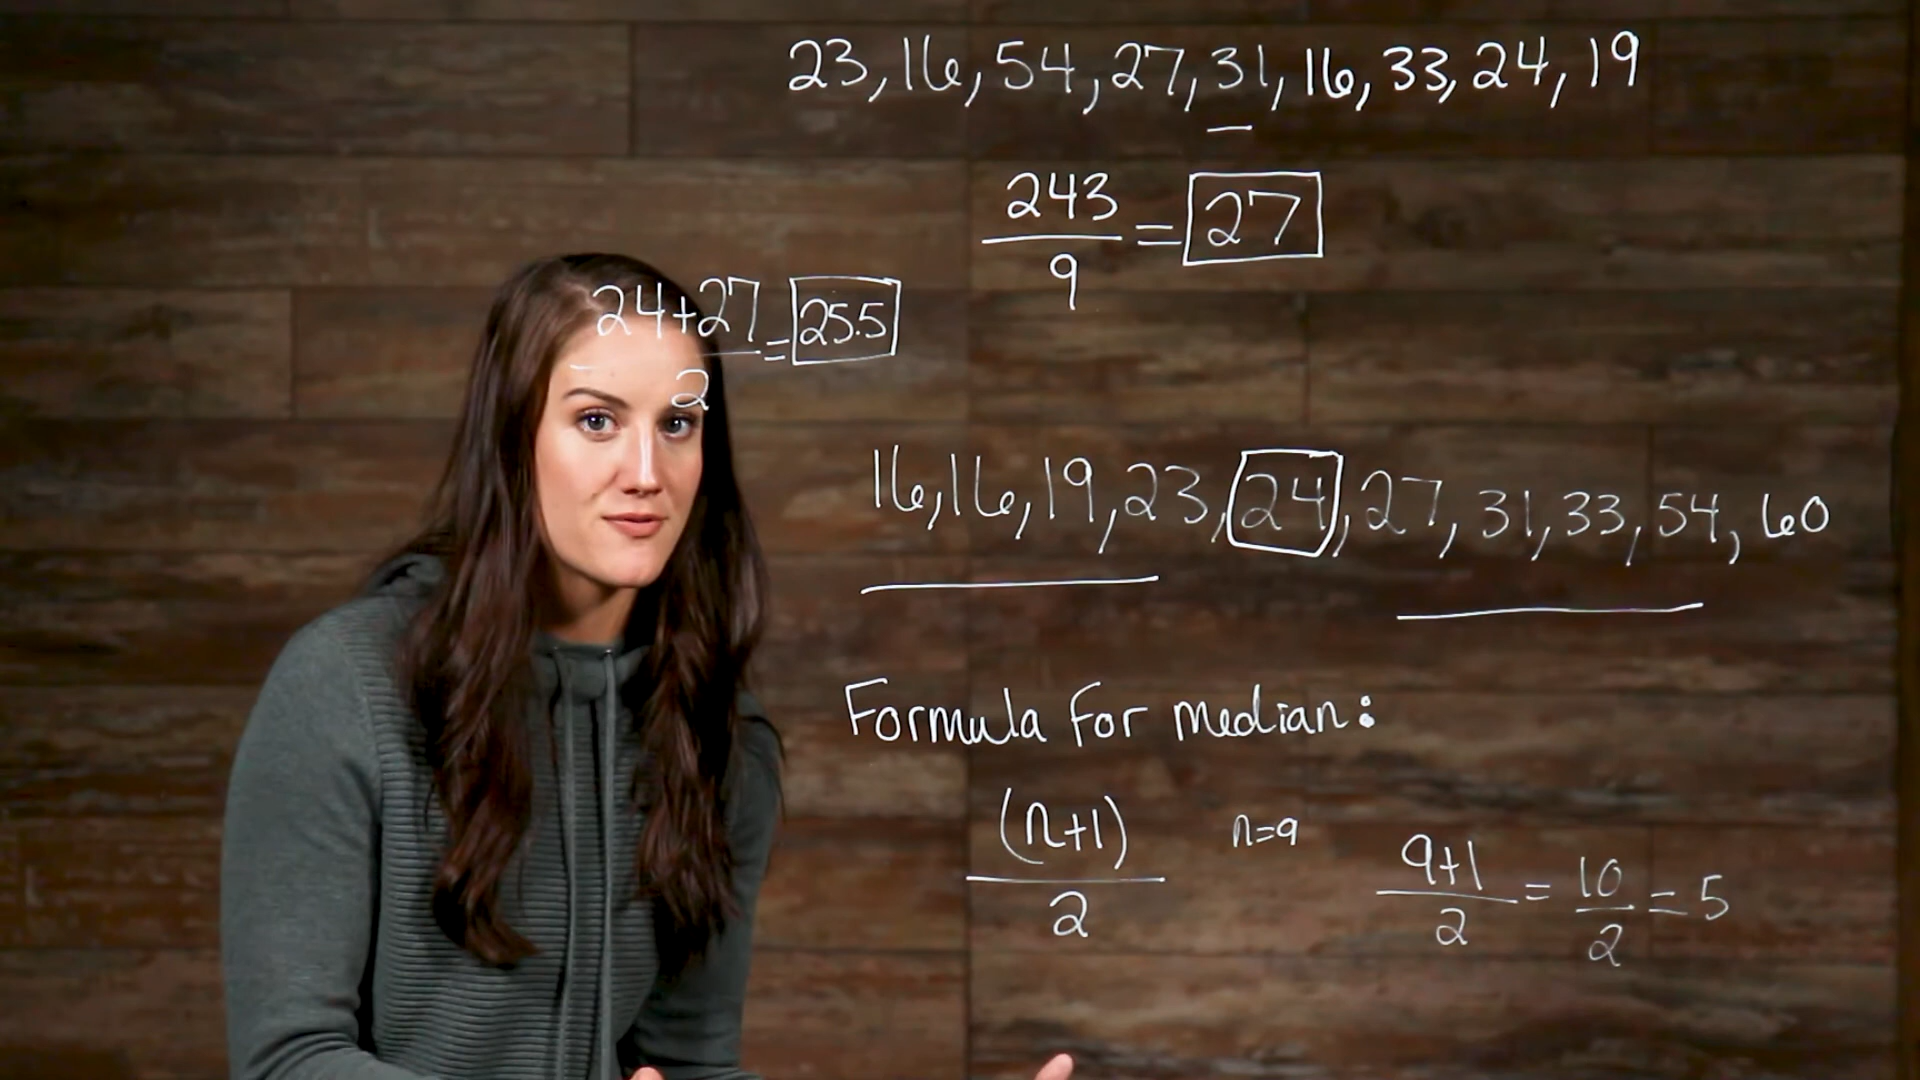 23, 16, 54, 27, 31, 16, 33, 24, 19
243
9
= 27
24+27
2
= 25.5
16, 16, 19, 23, 24, 27, 31, 33, 54, 60
Formula for median:
(n+1)
2
n=9
9+1
2
= 10
2
= 5